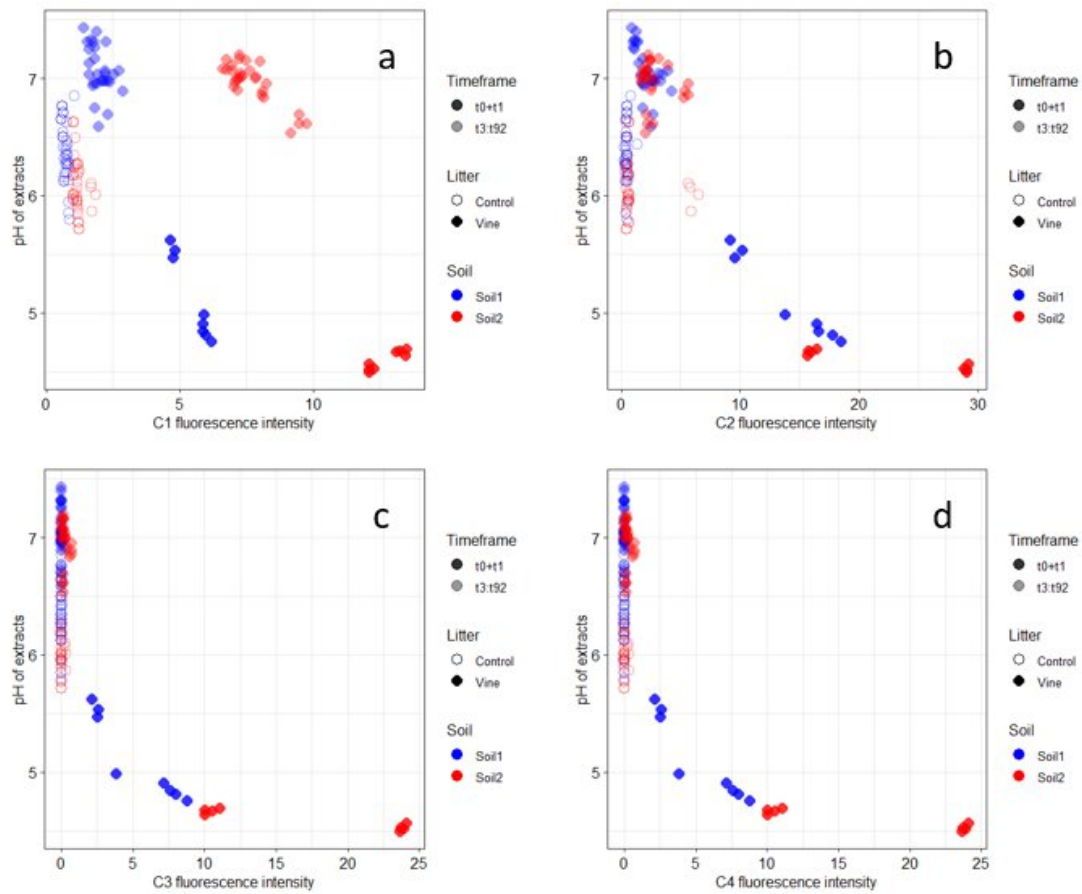 a
7
6
5
pH of extracts
0
5
10
C1 fluorescence intensity
Timeframe
t0+t1
t3:t92
Litter
Control
Vine
Soil
Soil1
Soil2
b
7
6
5
pH of extracts
0
10
20
30
C2 fluorescence intensity
Timeframe
t0+t1
t3:t92
Litter
Control
Vine
Soil
Soil1
Soil2
c
7
6
5
pH of extracts
0
5
10
15
20
25
C3 fluorescence intensity
Timeframe
t0+t1
t3:t92
Litter
Control
Vine
Soil
Soil1
Soil2
d
7
6
5
pH of extracts
0
5
10
15
20
25
C4 fluorescence intensity
Timeframe
t0+t1
t3:t92
Litter
Control
Vine
Soil
Soil1
Soil2